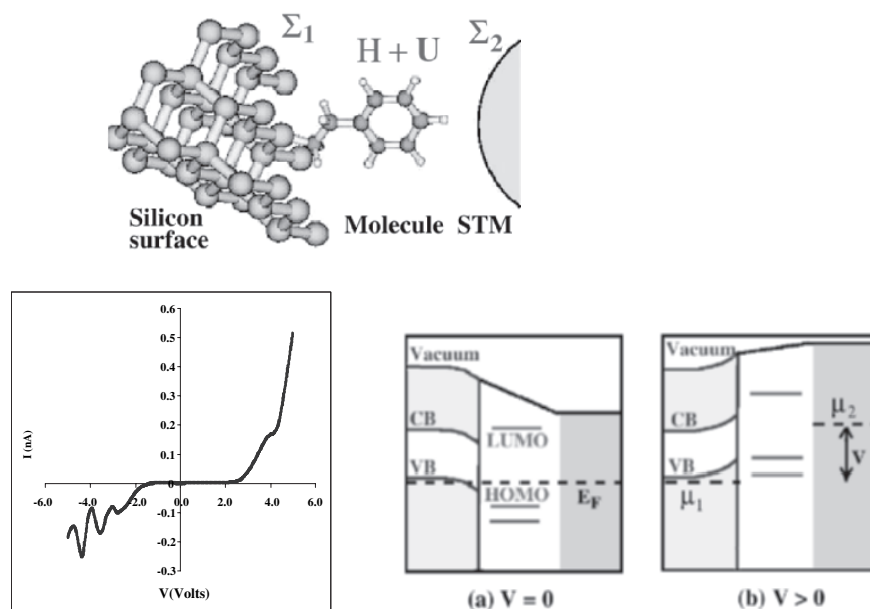 Σ1
H + U
Σ2
Silicon
surface
Molecule
STM
0.6
0.5
0.4
0.3
0.2
0.1
0
-0.1
-0.2
-0.3
I (nA)
-6.0
-4.0
-2.0
0.0
2.0
4.0
6.0
V(Volts)
Vacuum
CB
LUMO
VB
HOMO
EF
(a) V = 0
Vacuum
CB
μ2
VB
V
μ1
(b) V > 0